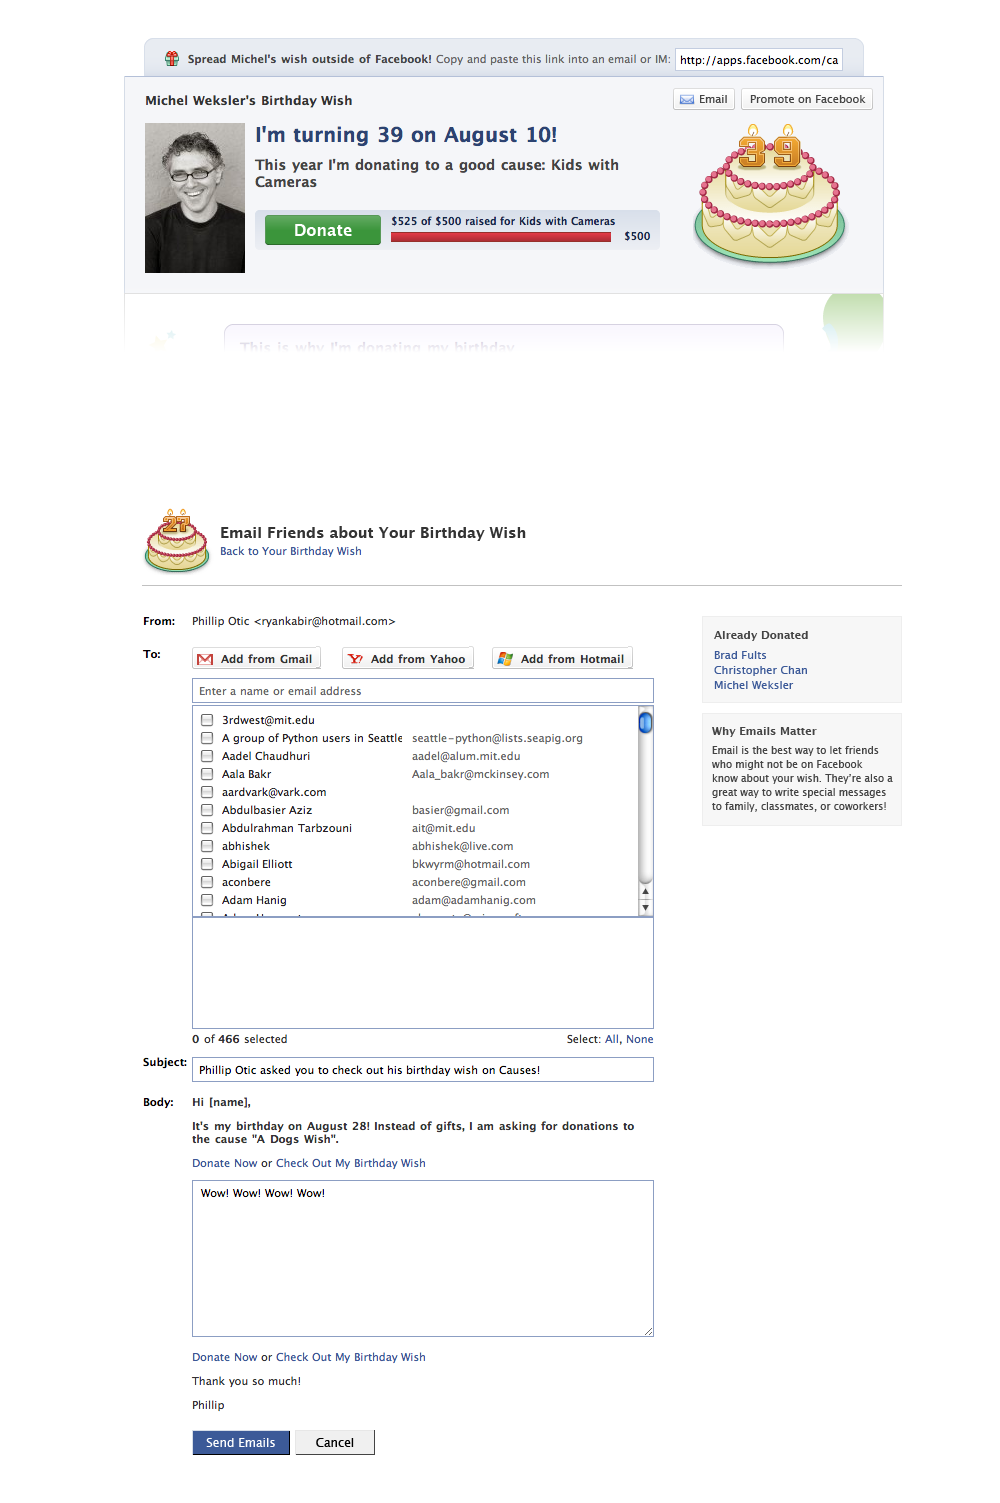 Spread Michel's wish outside of Facebook! Copy and paste this link into an email or IM: http://apps.facebook.com/ca
Michel Weksler's Birthday Wish
Email
Promote on Facebook
I'm turning 39 on August 10!
39
This year I'm donating to a good cause: Kids with
Cameras
Donate
$525 of $500 raised for Kids with Cameras
$500
This is why I'm donating my birthday
27
Email Friends about Your Birthday Wish
Back to Your Birthday Wish
From: Phillip Otic <ryankabir@hotmail.com>
To:
Add from Gmail
Add from Yahoo
Add from Hotmail
Enter a name or email address
3rdwest@mit.edu
A group of Python users in Seattle seattle-python@lists.seapig.org
Aadel Chaudhuri aadel@alum.mit.edu
Aala Bakr Aala_bakr@mckinsey.com
aardvark@vark.com
Abdulbasier Aziz basier@gmail.com
Abdulrahman Tarbzouni ait@mit.edu
abhishek abhishek@live.com
Abigail Elliott bkwyrm@hotmail.com
aconbere aconbere@gmail.com
Adam Hanig adam@adamhanig.com
0 of 466 selected
Select: All, None
Subject: Phillip Otic asked you to check out his birthday wish on Causes!
Body: Hi [name],
It's my birthday on August 28! Instead of gifts, I am asking for donations to
the cause "A Dogs Wish".
Donate Now or Check Out My Birthday Wish
Wow! Wow! Wow! Wow!
Donate Now or Check Out My Birthday Wish
Thank you so much!
Phillip
Send Emails
Cancel
Already Donated
Brad Fults
Christopher Chan
Michel Weksler
Why Emails Matter
Email is the best way to let friends
who might not be on Facebook
know about your wish. They're also a
great way to write special messages
to family, classmates, or coworkers!